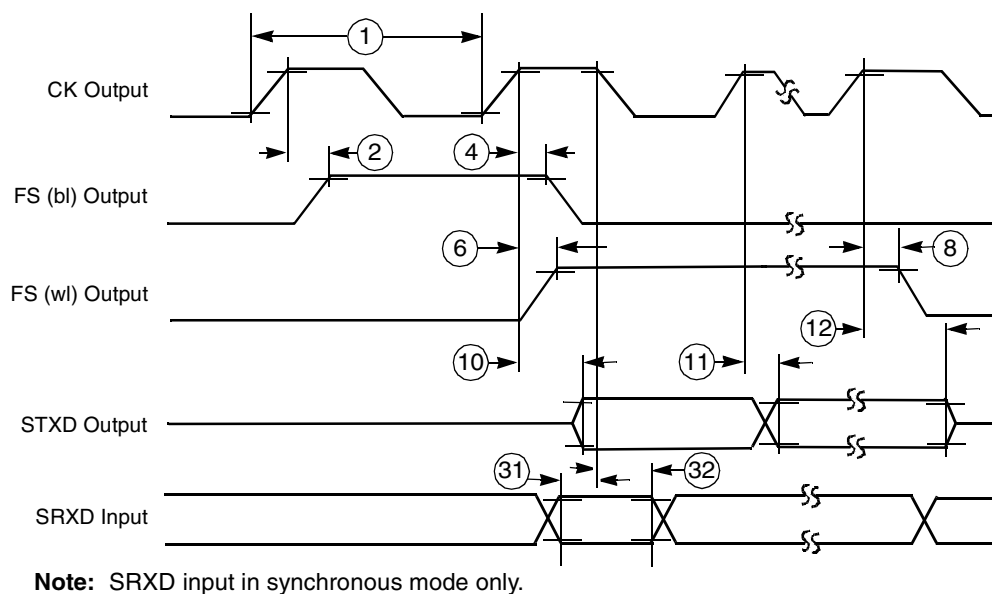 1
CK Output
2
4
FS (bl) Output
6
8
FS (wl) Output
12
10
11
STXD Output
31
32
SRXD Input
Note: SRXD input in synchronous mode only.